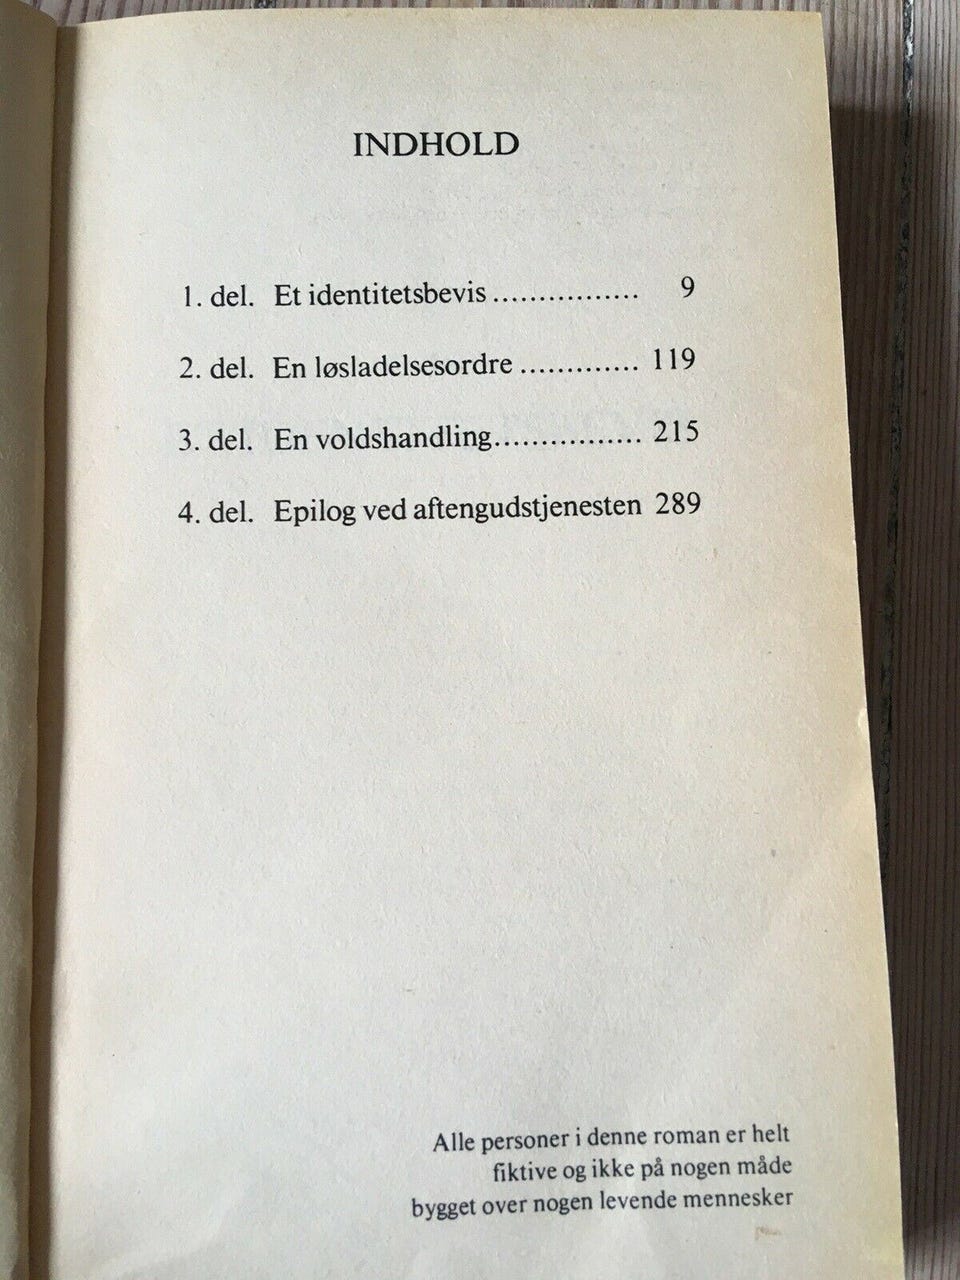 INDHOLD
1. del. Et identitetsbevis ................ 9
2. del. En løsladelsesordre ............. 119
3. del. En voldshandling................ 215
4. del. Epilog ved aftengudstjenesten 289
Alle personer i denne roman er helt
fiktive og ikke på nogen måde
bygget over nogen levende mennesker